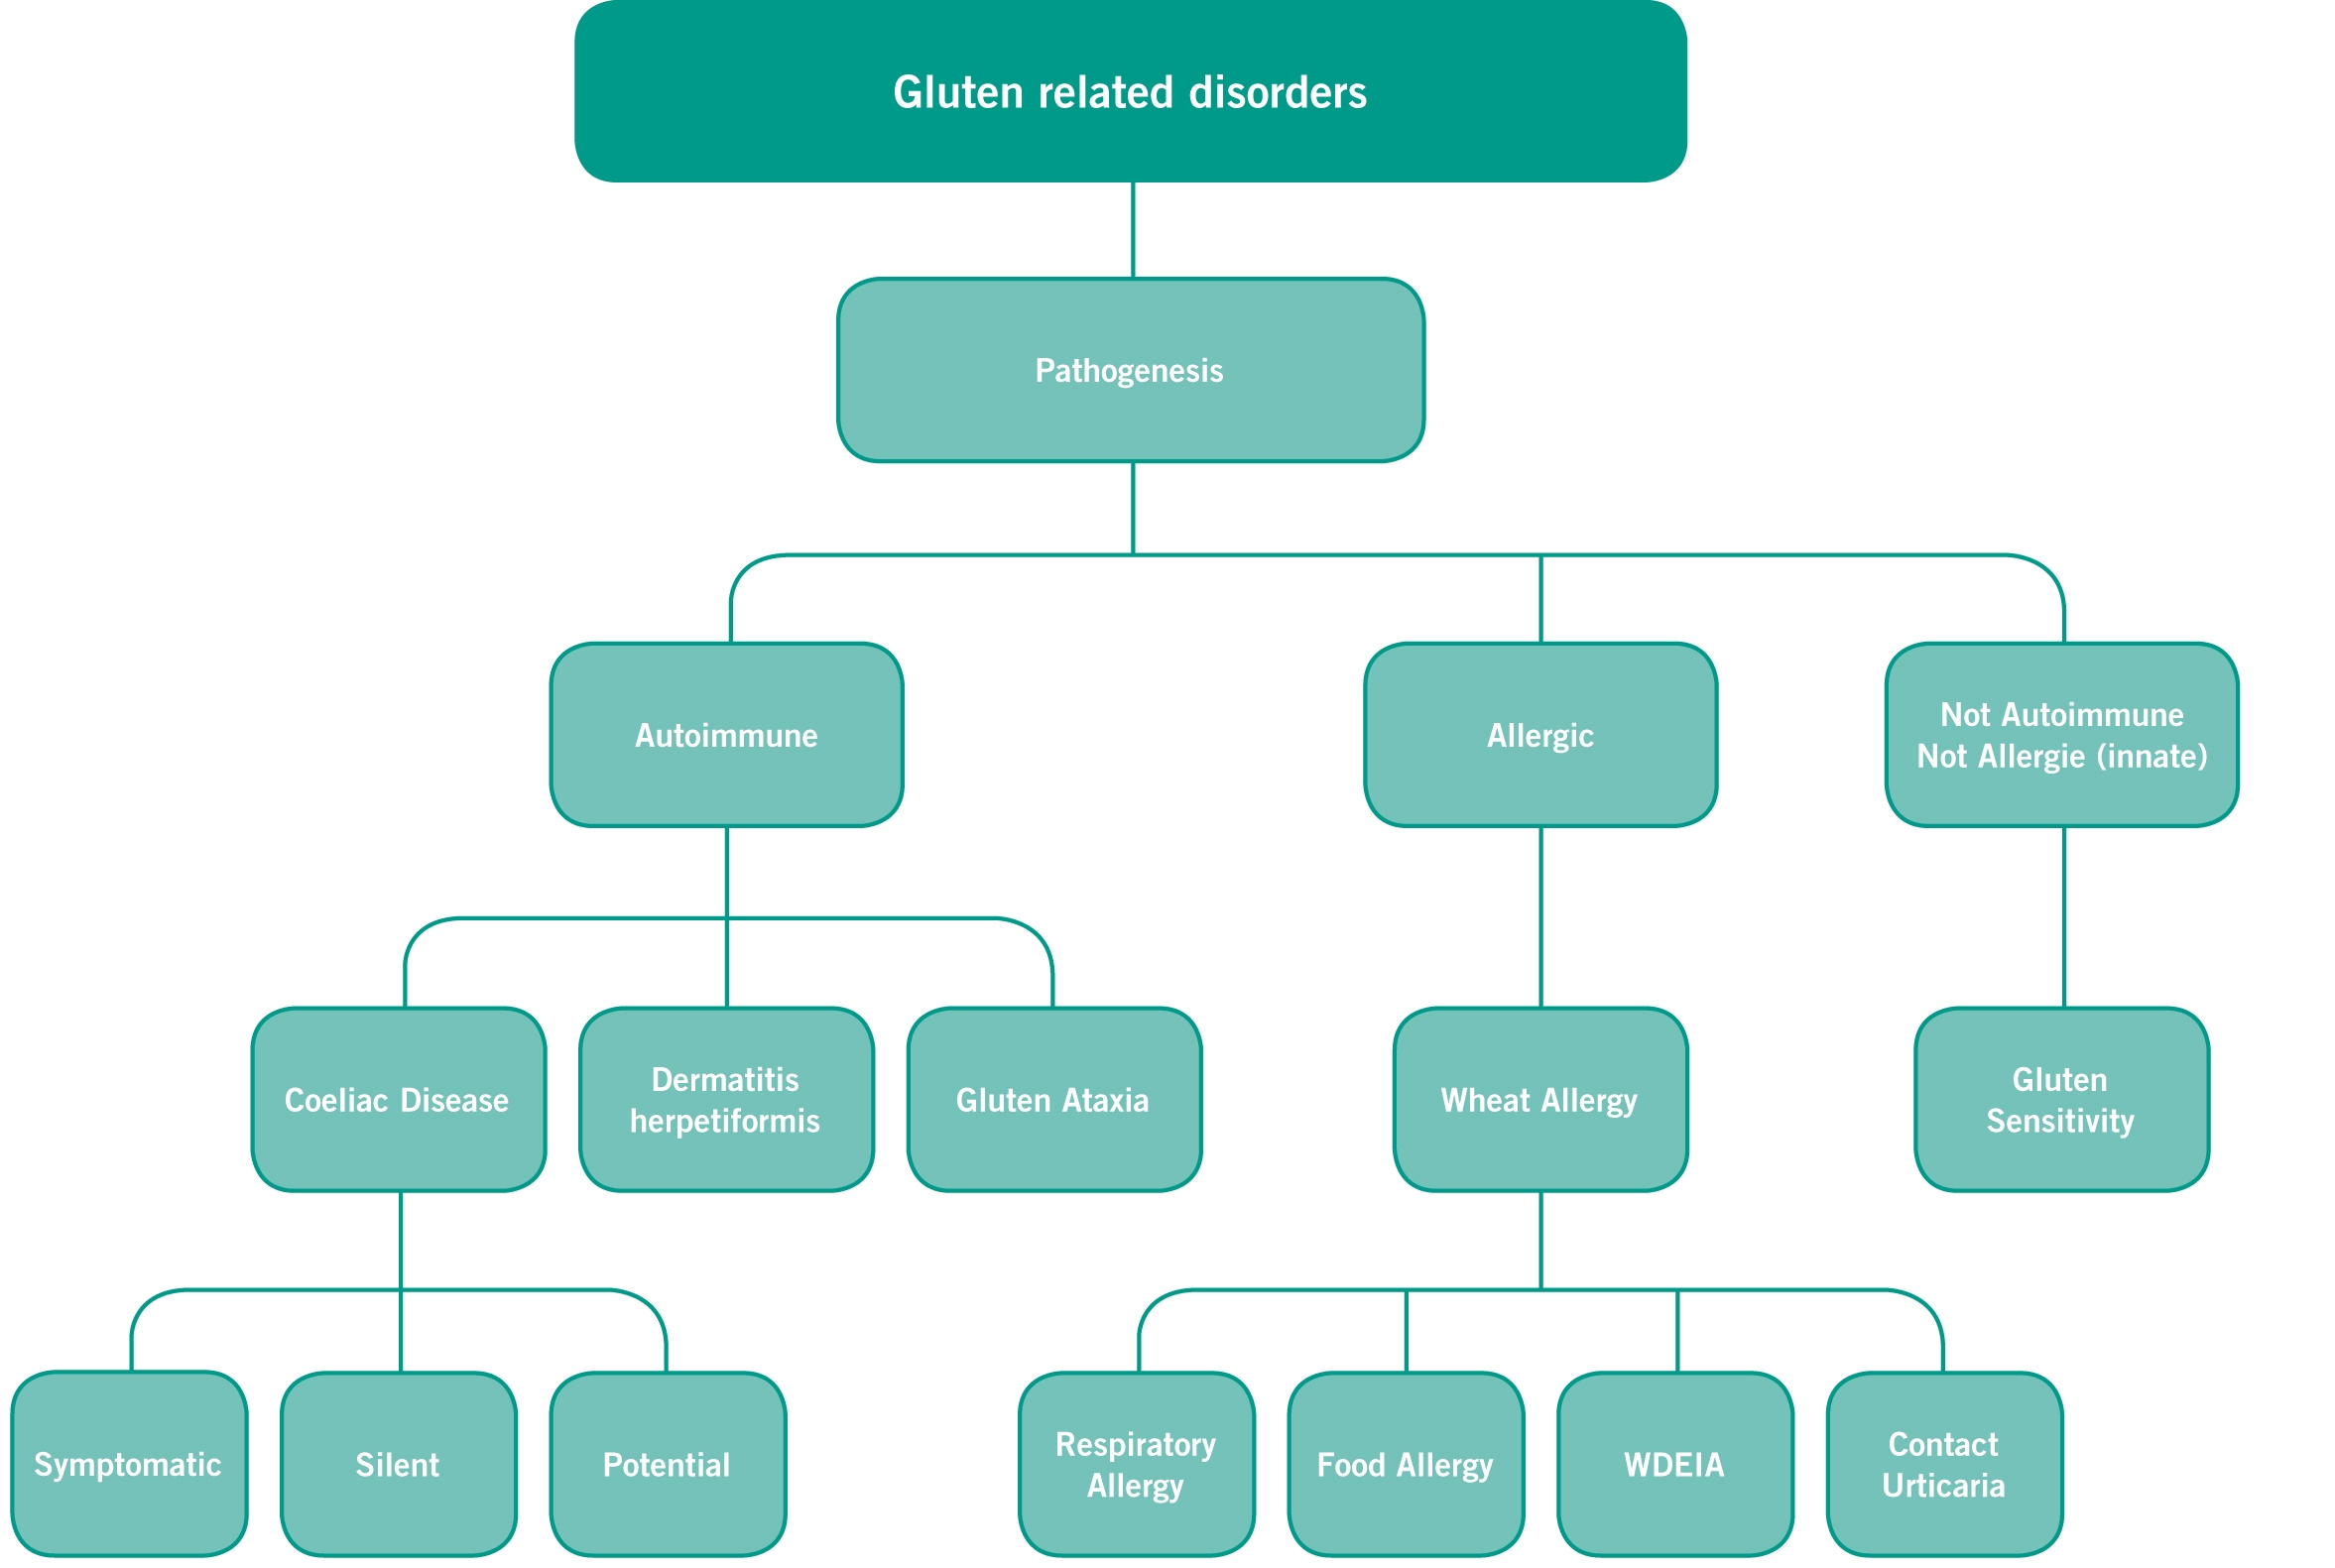 Gluten related disorders
Pathogenesis
Autoimmune
Allergic
Not Autoimmune
Not Allergie (innate)
Coeliac Disease
Dermatitis
herpetiformis
Gluten Ataxia
Wheat Allergy
Gluten
Sensitivity
Symptomatic
Silent
Potential
Respiratory
Allergy
Food Allergy
WDEIA
Contact
Urticaria